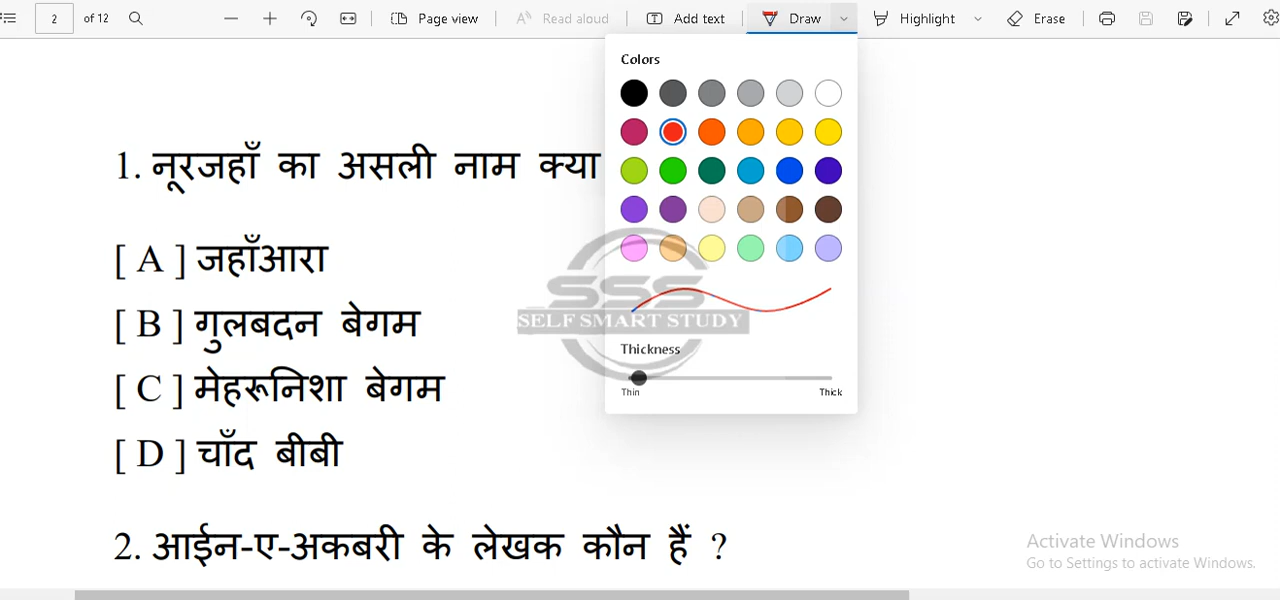 2 of 12 Page view Read aloud Add text Draw Highlight Erase
Colors
1. नूरजहाँ का असली नाम क्या
[ A ] जहाँआरा
[ B ] गुलबदन बेगम
[ C ] मेहरूनिशा बेगम
[ D ] चाँद बीबी
SSS
SELF SMART STUDY
Thickness
Thin Thick
2. आईन-ए-अकबरी के लेखक कौन हैं ?
Activate Windows
Go to Settings to activate Windows.